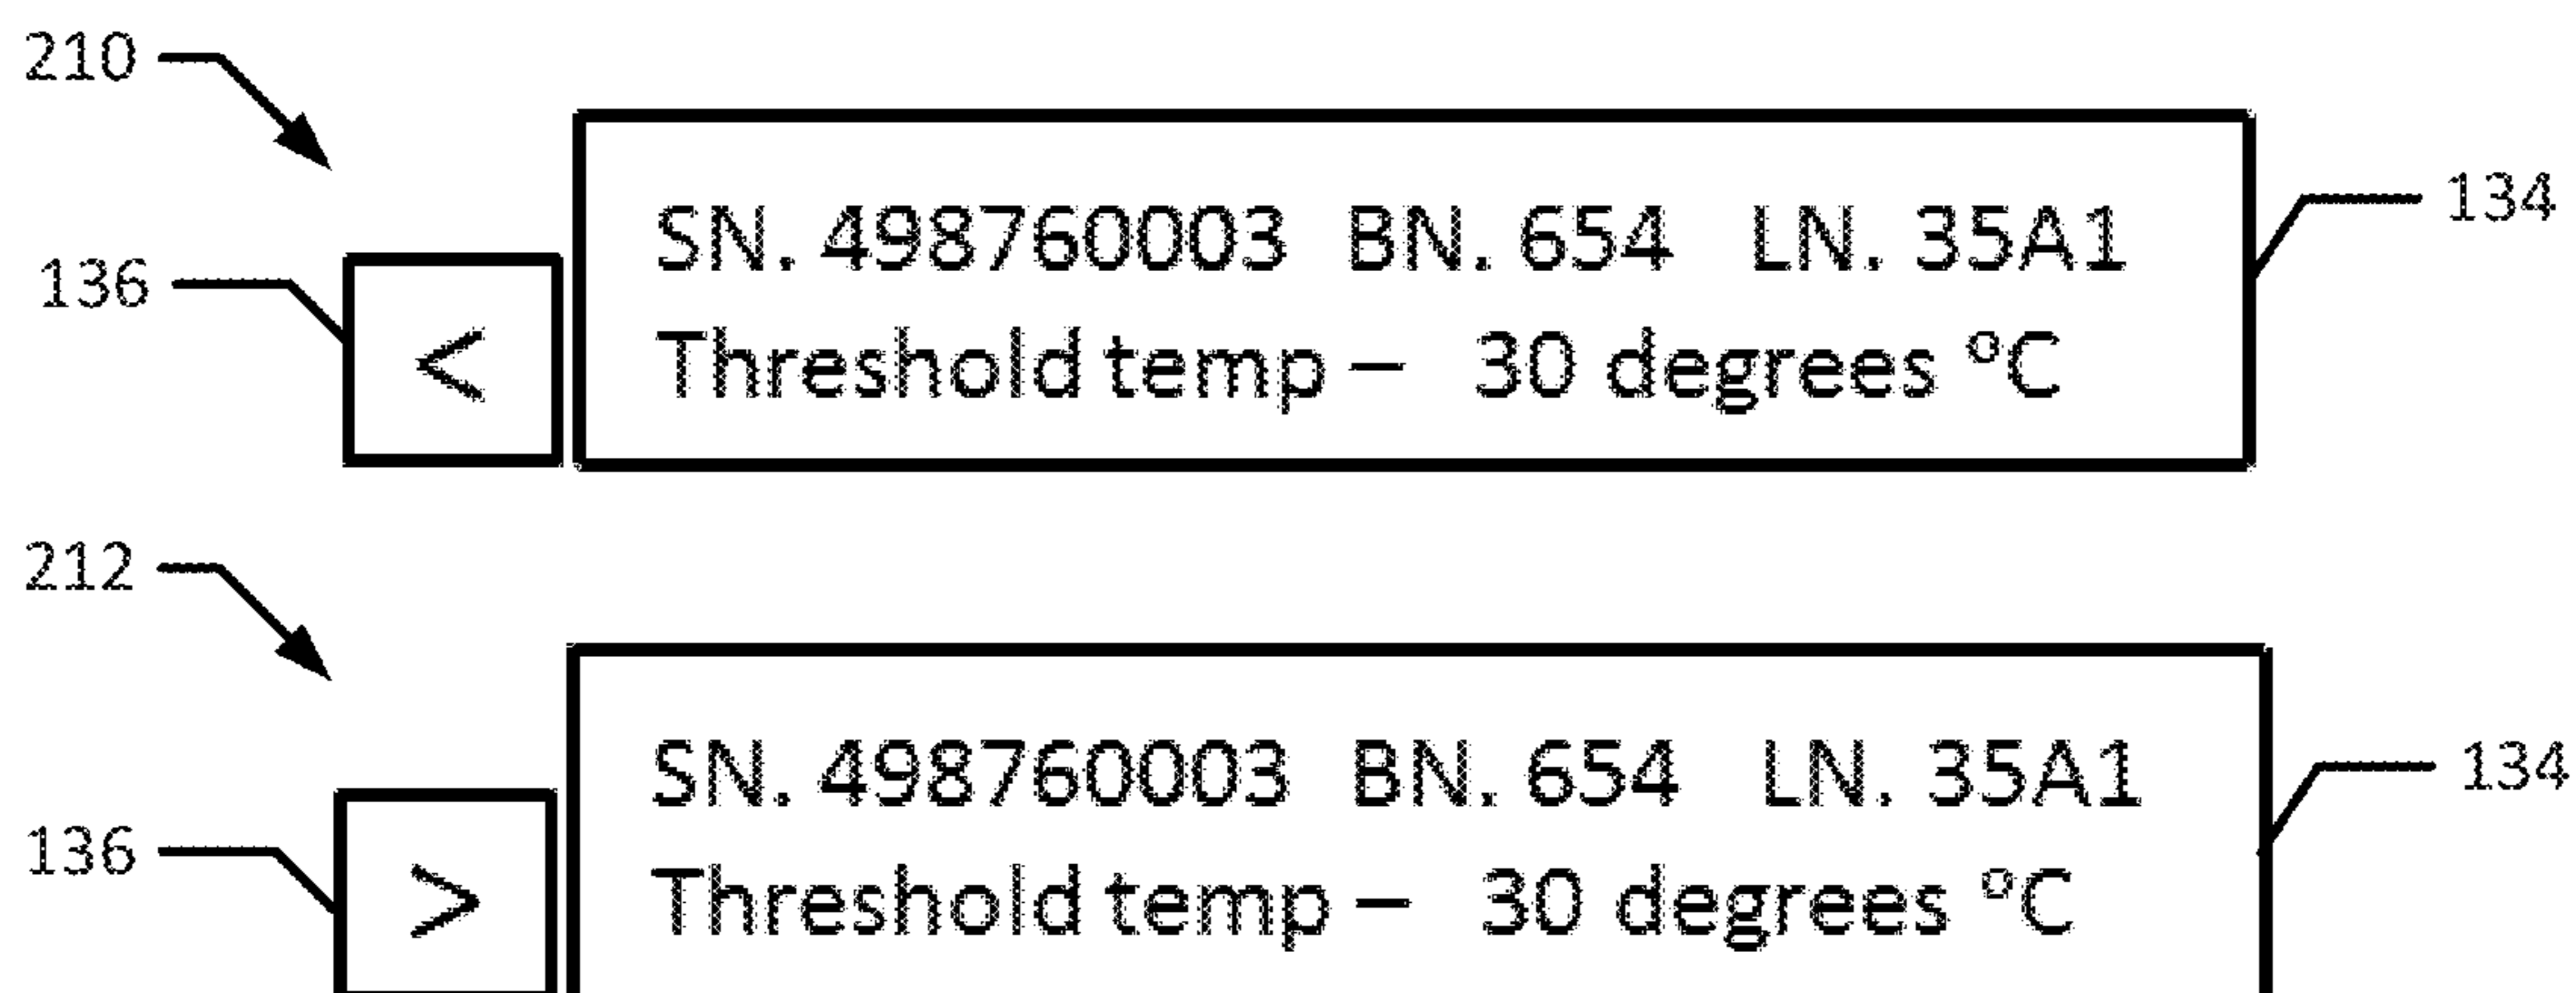 210
SN. 498760003 BN. 654 LN. 35A1
134
136
<
Threshold temp – 30 degrees °C
212
SN. 498760003 BN. 654 LN. 35A1
134
136
>
Threshold temp – 30 degrees °C